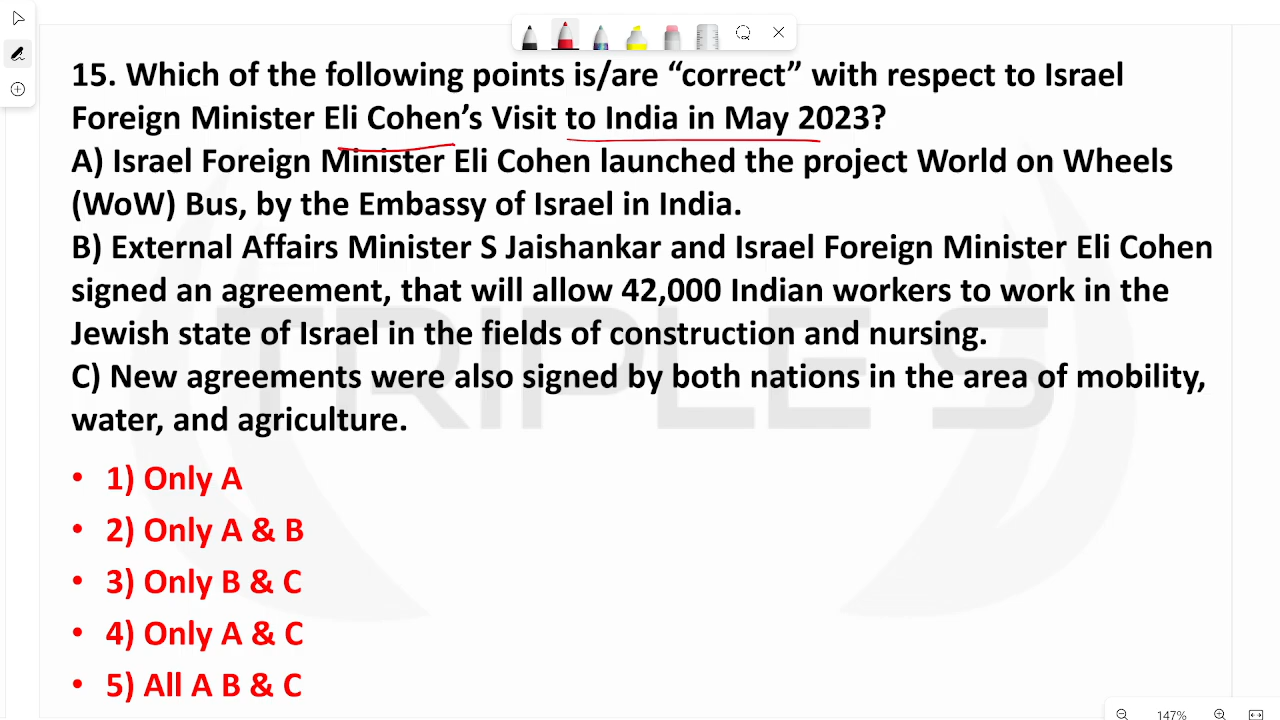 15. Which of the following points is/are “correct” with respect to Israel
Foreign Minister Eli Cohen’s Visit to India in May 2023?
A) Israel Foreign Minister Eli Cohen launched the project World on Wheels
(WoW) Bus, by the Embassy of Israel in India.
B) External Affairs Minister S Jaishankar and Israel Foreign Minister Eli Cohen
signed an agreement, that will allow 42,000 Indian workers to work in the
Jewish state of Israel in the fields of construction and nursing.
C) New agreements were also signed by both nations in the area of mobility,
water, and agriculture.
TRIPLE S
• 1) Only A
• 2) Only A & B
• 3) Only B & C
• 4) Only A & C
• 5) All A B & C
147%